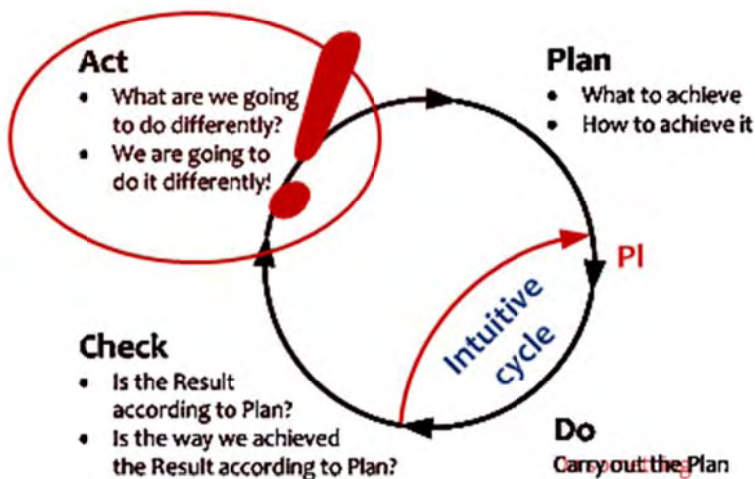 Act
• What are we going
to do differently?
• We are going to
do it differently!
Plan
• What to achieve
• How to achieve it
Pl
Intuitive
cycle
Check
• Is the Result
according to Plan?
• Is the way we achieved
the Result according to Plan?
Do
Carry out the Plan